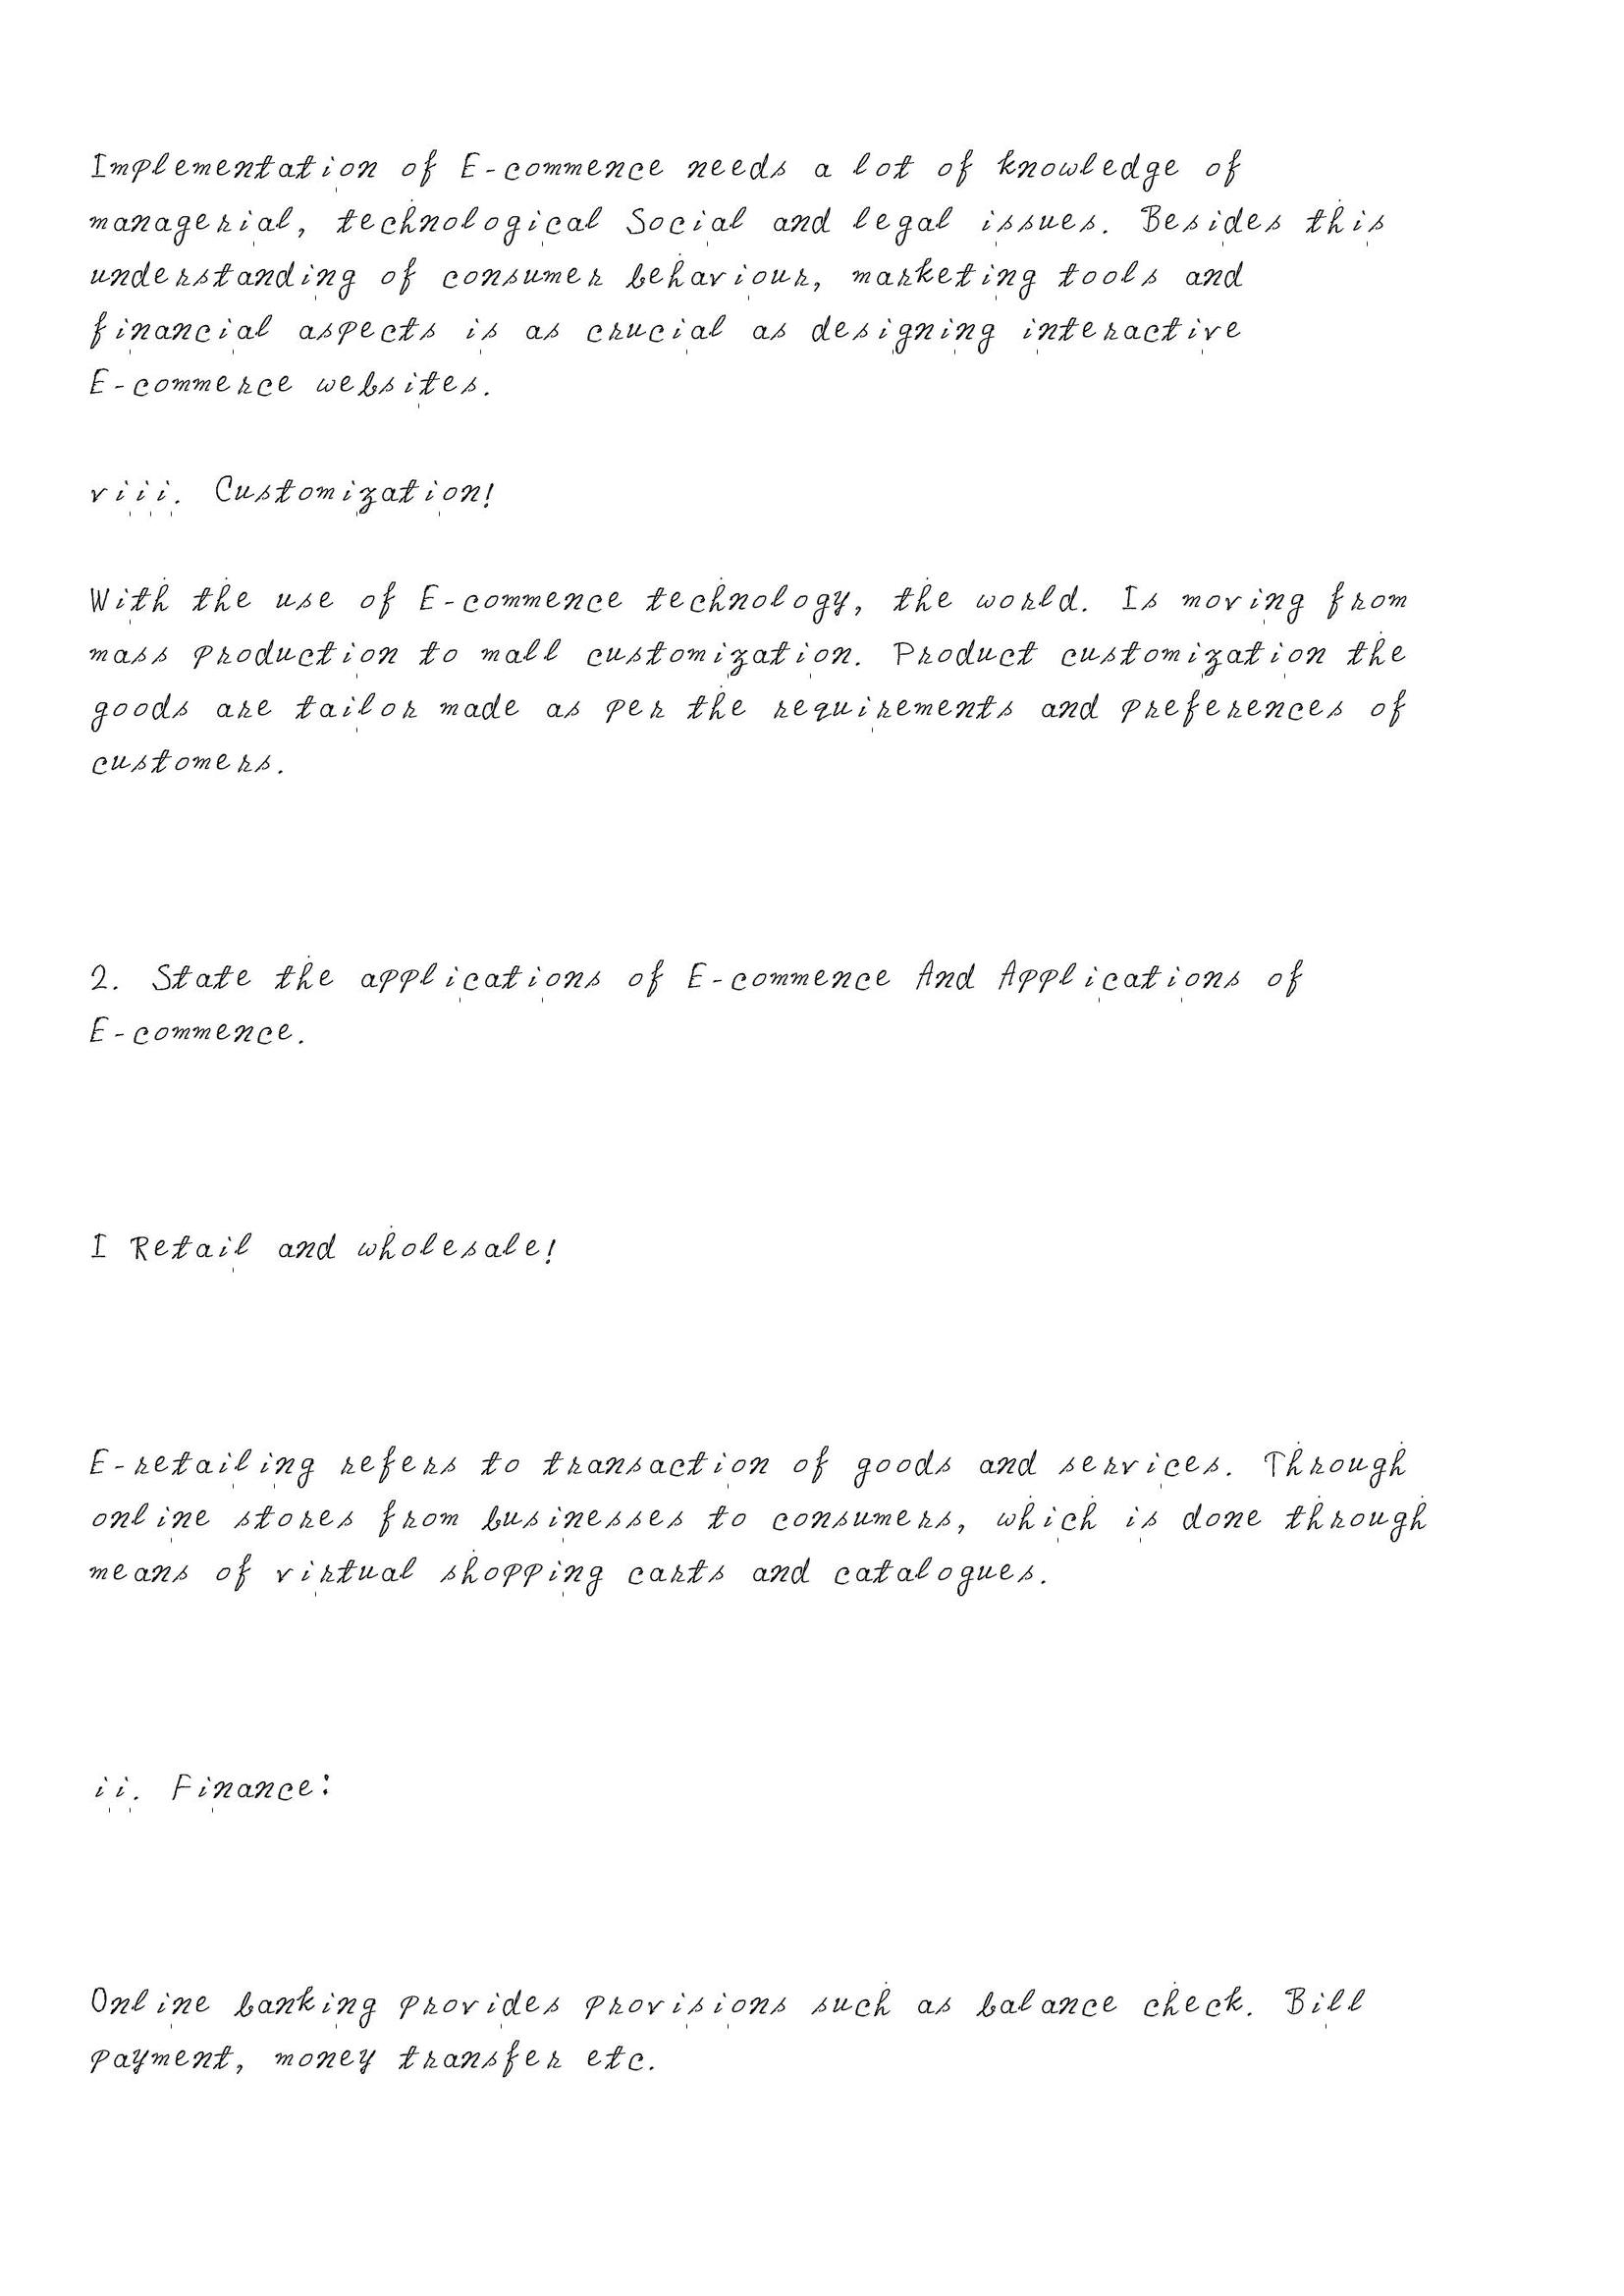 Implementation of E-commence needs a lot of knowledge of
managerial, technological Social and legal issues. Besides this
understanding of consumer behaviour, marketing tools and
financial aspects is as crucial as designing interactive
E-commerce websites.
viii. Customization!
With the use of E-commence technology, the world. Is moving from
mass production to mall customization. Product customization the
goods are tailor made as per the requirements and preferences of
customers.
2. State the applications of E-commence And Applications of
E-commence.
I Retail and wholesale!
E-retailing refers to transaction of goods and services. Through
online stores from businesses to consumers, which is done through
means of virtual shopping carts and catalogues.
ii. Finance:
Online banking provides provisions such as balance check. Bill
payment, money transfer etc.